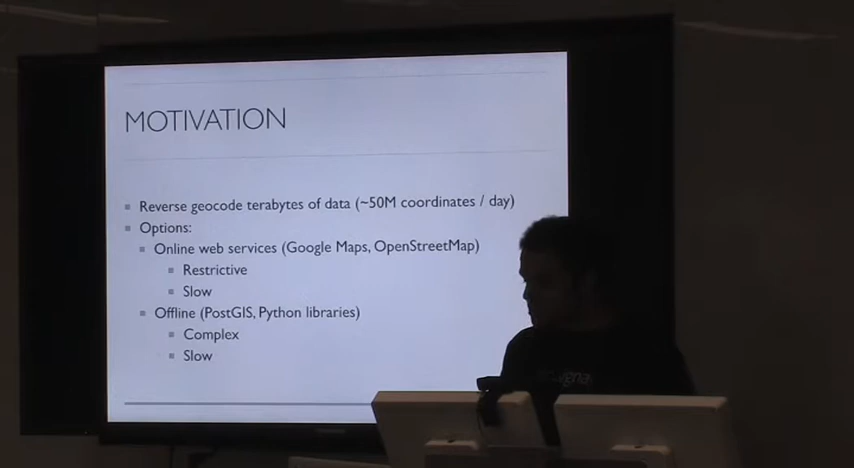 MOTIVATION
Reverse geocode terabytes of data (~50M coordinates / day)
Options:
Online web services (Google Maps, OpenStreetMap)
Restrictive
Slow
Offline (PostGIS, Python libraries)
Complex
Slow